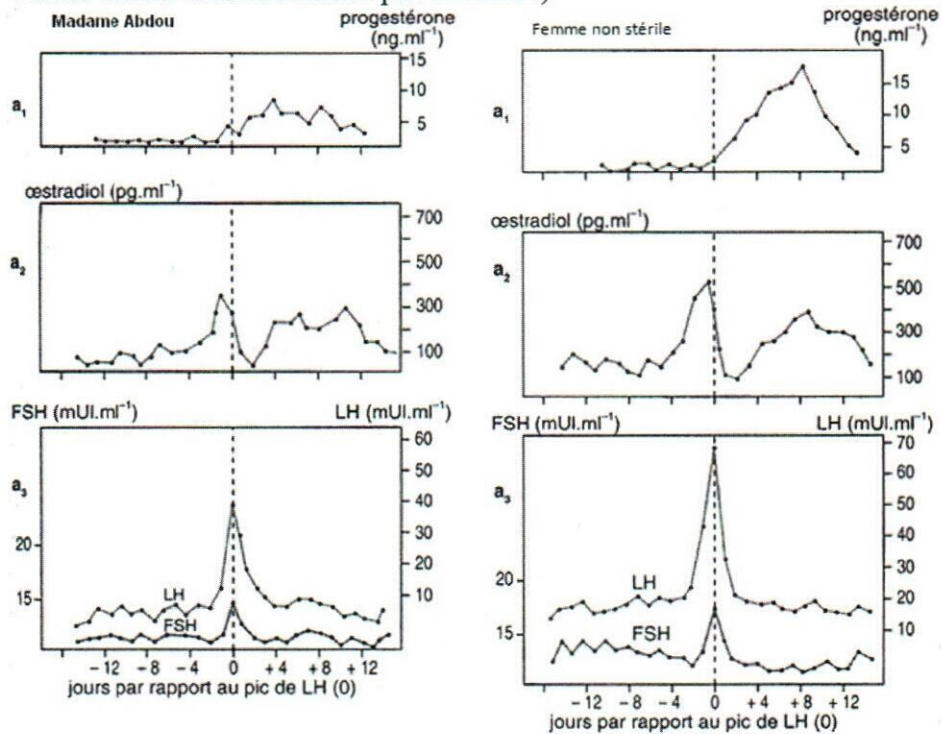 Madame Abdou
progestérone
(ng.ml⁻¹)
a₁
15
10
5
œstradiol (pg.ml⁻¹)
a₂
700
500
300
100
FSH (mUI.ml⁻¹)
LH (mUI.ml⁻¹)
a₃
20
15
60
50
40
30
20
10
LH
FSH
-12 -8 -4 0 +4 +8 +12
jours par rapport au pic de LH (0)
Femme non stérile
progestérone
(ng.ml⁻¹)
a₁
15
10
5
œstradiol (pg.ml⁻¹)
a₂
700
500
300
100
FSH (mUI.ml⁻¹)
LH (mUI.ml⁻¹)
a₃
20
15
70
60
50
40
30
20
10
LH
FSH
-12 -8 -4 0 +4 +8 +12
jours par rapport au pic de LH (0)